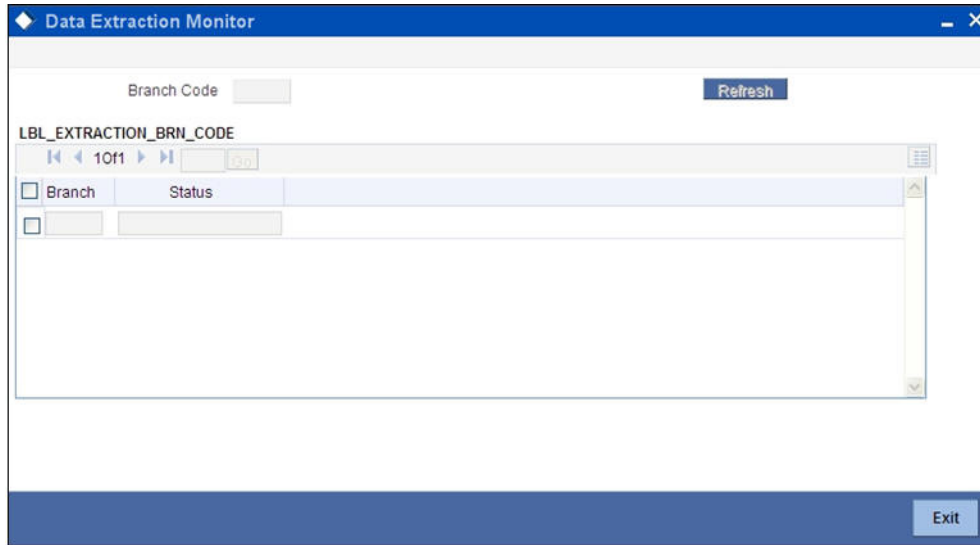 Data Extraction Monitor
Branch Code
Refresh
LBL_EXTRACTION_BRN_CODE
1Of1 Go
Branch Status
Exit